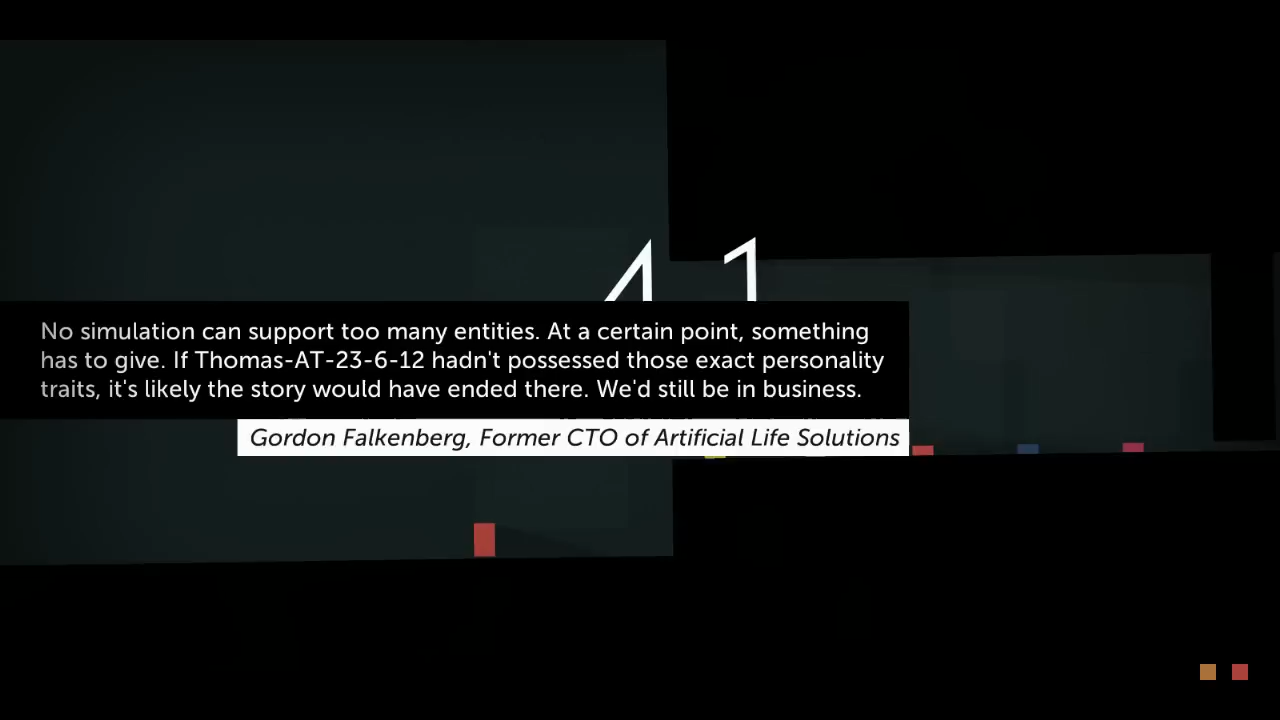 4.1
No simulation can support too many entities. At a certain point, something
has to give. If Thomas-AT-23-6-12 hadn't possessed those exact personality
traits, it's likely the story would have ended there. We'd still be in business.
Gordon Falkenberg, Former CTO of Artificial Life Solutions